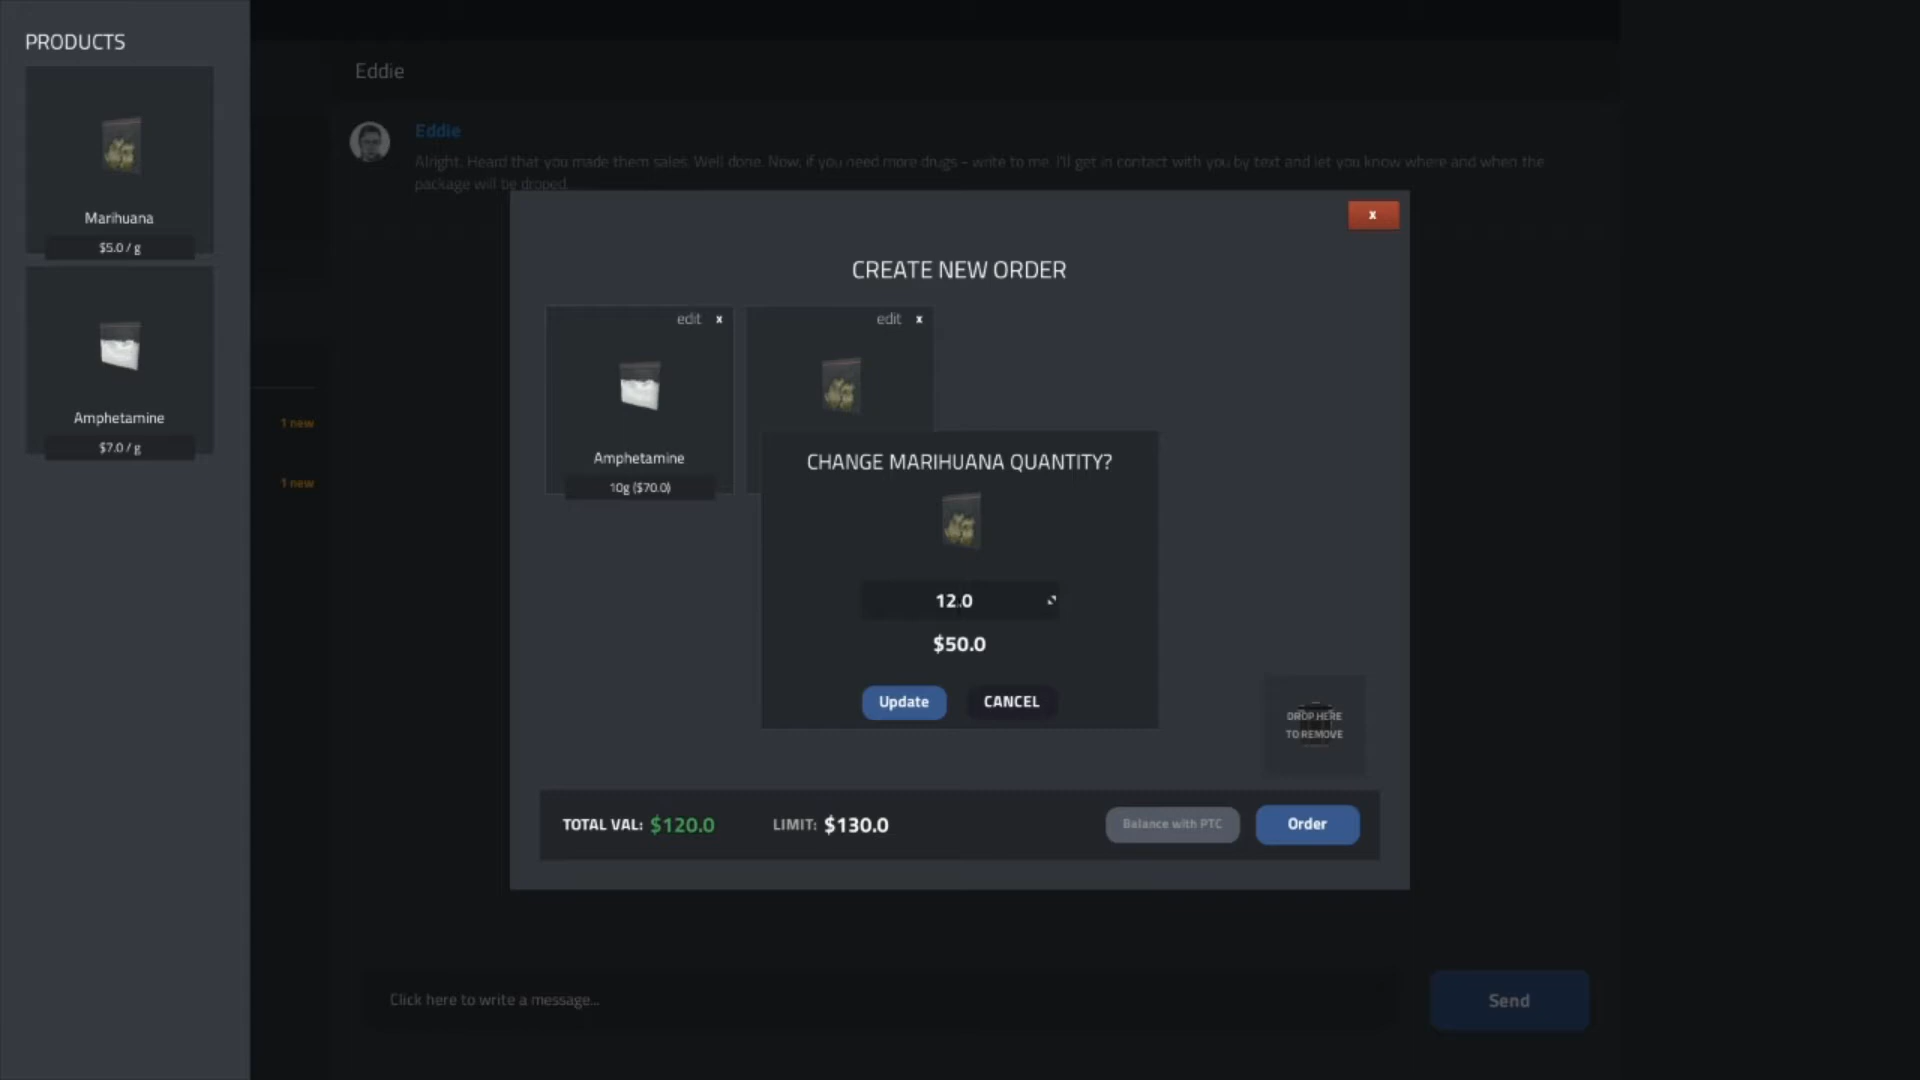 PRODUCTS
Marihuana
$5.0 / g
Amphetamine
$7.0 / g
1 new
1 new
Eddie
Eddie
Alright. Heard that you made them sales. Well done. Now, if you need more drugs - write to me. I'll get in contact with you by text and let you know where and when the
package will be droped.
x
CREATE NEW ORDER
edit x
edit x
Amphetamine
10g ($70.0)
CHANGE MARIHUANA QUANTITY?
12.0
$50.0
Update
CANCEL
DROP HERE
TO REMOVE
TOTAL VAL: $120.0
LIMIT: $130.0
Balance with PTC
Order
Click here to write a message...
Send